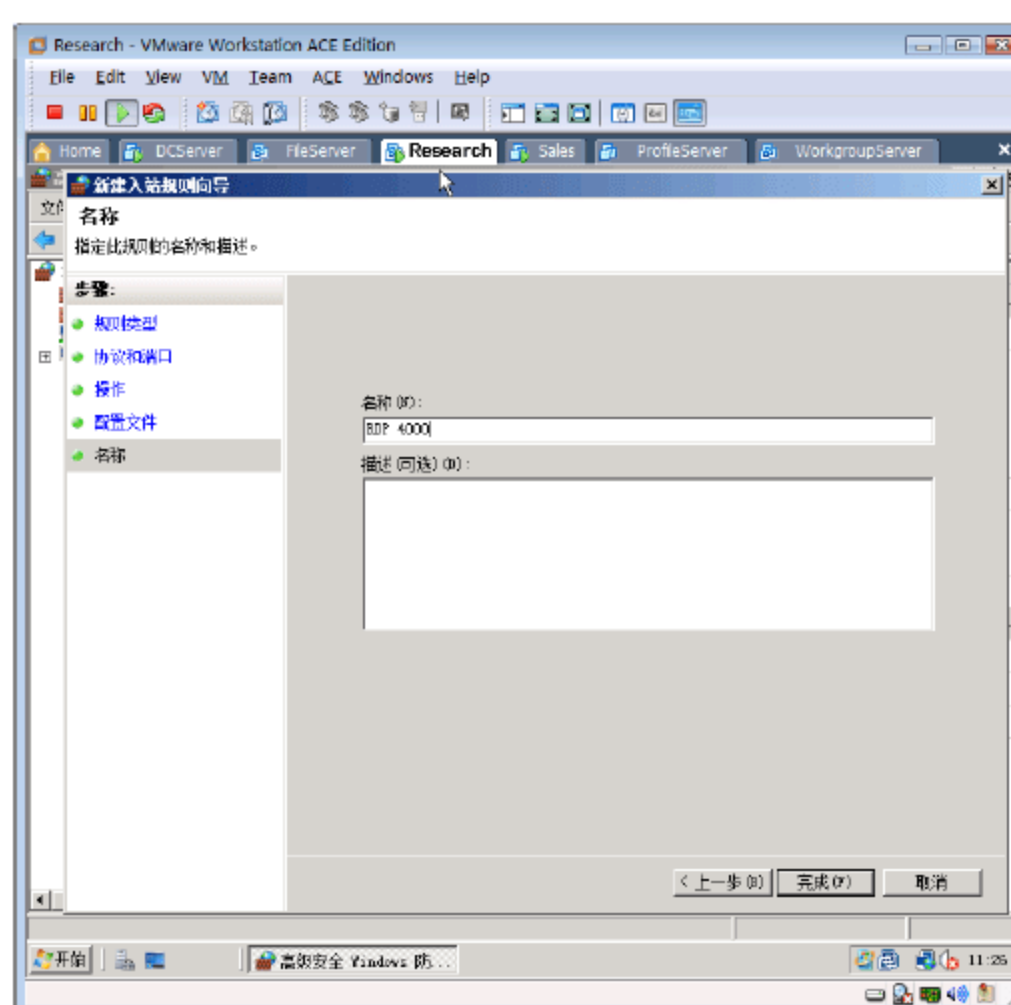 Research - VMware Workstation ACE Edition
File Edit View VM Team ACE Windows Help
Home DCServer FileServer Research Sales ProfileServer WorkgroupServer
新建入站规则向导
名称
指定此规则的名称和描述。
步骤:
规则类型
协议和端口
操作
配置文件
名称
名称(N):
RDP 4000
描述(可选)(D):
< 上一步(B) 完成(F) 取消
开始 高级安全 Windows 防... 11:26